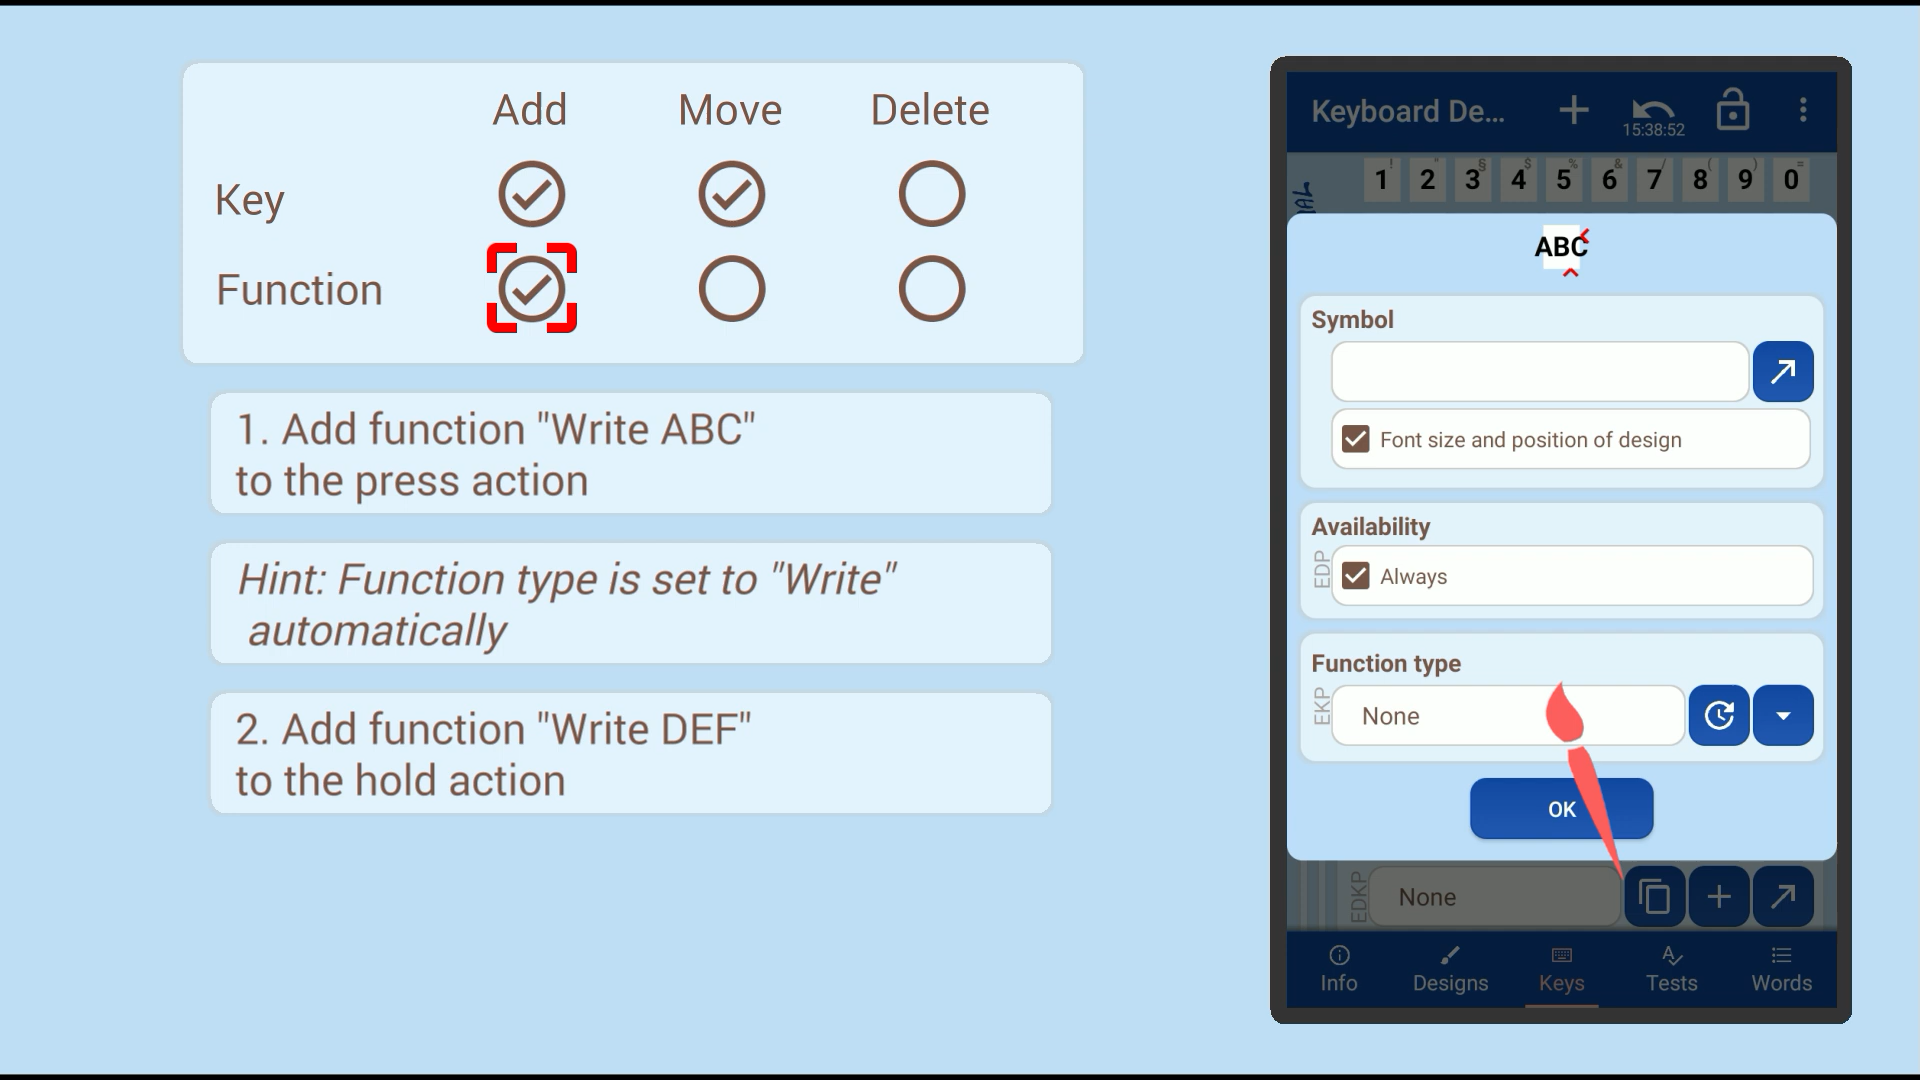 Add Move Delete
Key
Function
1. Add function "Write ABC"
to the press action
Hint: Function type is set to "Write"
automatically
2. Add function "Write DEF"
to the hold action
Keyboard De...
15:38:52
1 ! 2 " 3 § 4 $ 5 % 6 & 7 / 8 ( 9 ) 0 =
ABC
Symbol
Font size and position of design
Availability
EDP
Always
Function type
EKP
None
OK
EDKP
None
Info Designs Keys Tests Words